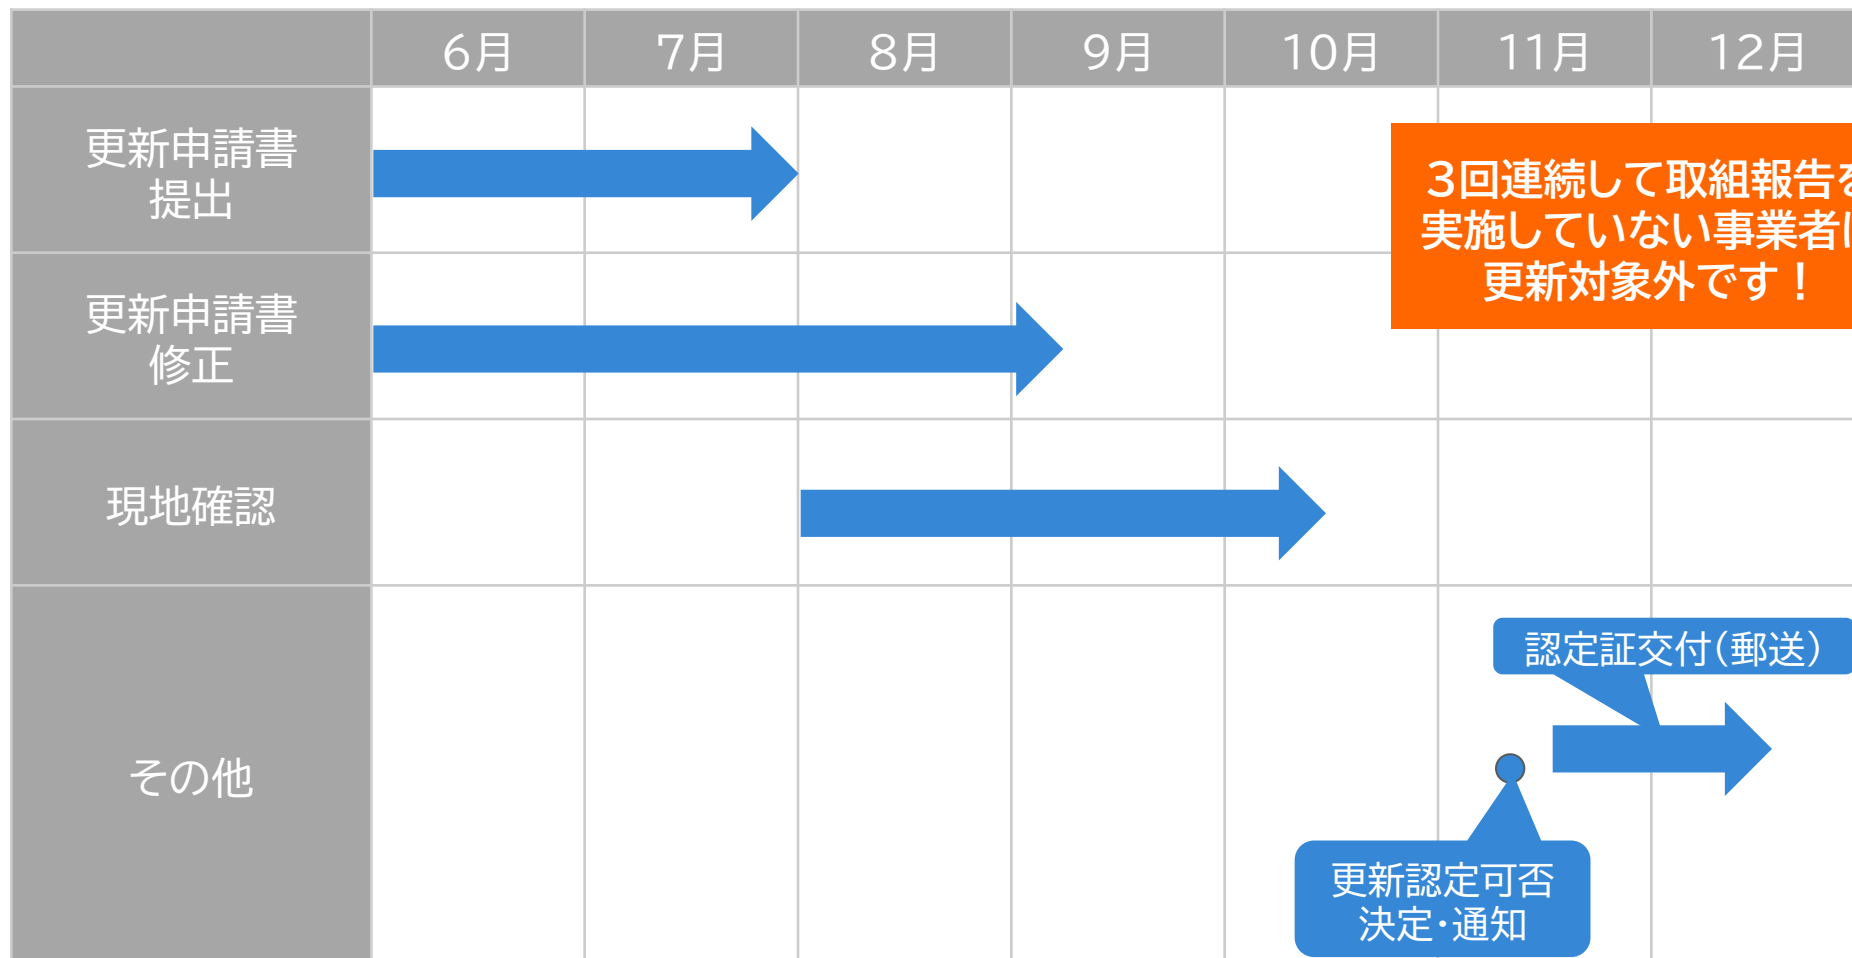 6月 7月 8月 9月 10月 11月 12月
更新申請書
提出
3回連続して取組報告を
実施していない事業者は
更新対象外です!
更新申請書
修正
現地確認
その他
認定証交付(郵送)
更新認定可否
決定・通知